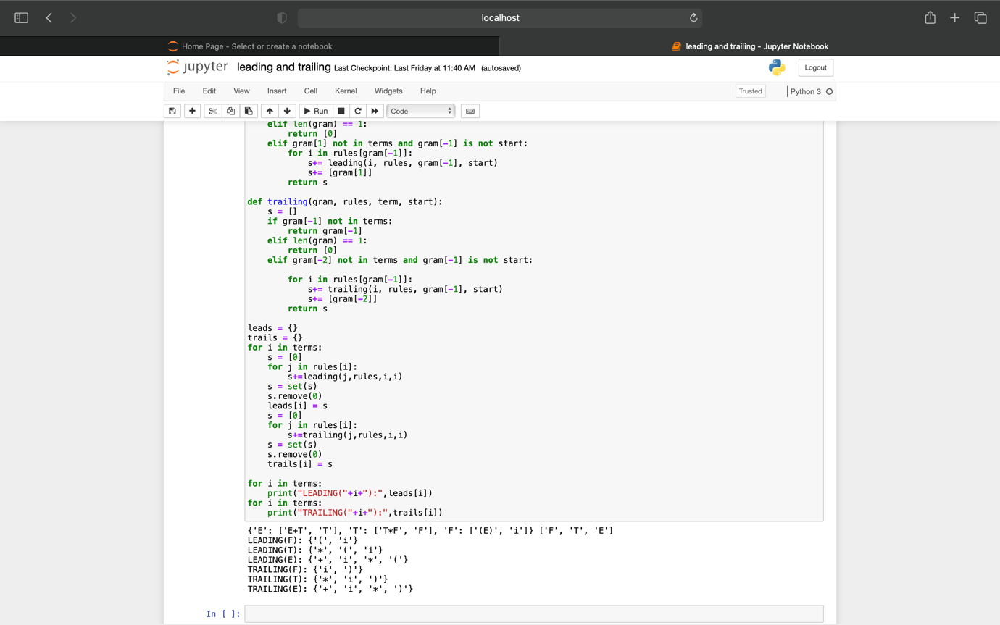 localhost
Home Page - Select or create a notebook
leading and trailing - Jupyter Notebook
jupyter leading and trailing Last Checkpoint: Last Friday at 11:40 AM (autosaved)
Logout
File Edit View Insert Cell Kernel Widgets Help
Trusted
Python 3
Run
Code
    elif len(gram) == 1:
        return [0]
    elif gram[1] not in terms and gram[-1] is not start:
        for i in rules[gram[-1]]:
            s+= leading(i, rules, gram[-1], start)
            s+= [gram[1]]
        return s
def trailing(gram, rules, term, start):
    s = []
    if gram[-1] not in terms:
        return gram[-1]
    elif len(gram) == 1:
        return [0]
    elif gram[-2] not in terms and gram[-1] is not start:
        for i in rules[gram[-1]]:
            s+= trailing(i, rules, gram[-1], start)
            s+= [gram[-2]]
        return s
leads = {}
trails = {}
for i in terms:
    s = [0]
    for j in rules[i]:
        s+=leading(j,rules,i,i)
    s = set(s)
    s.remove(0)
    leads[i] = s
    s = [0]
    for j in rules[i]:
        s+=trailing(j,rules,i,i)
    s = set(s)
    s.remove(0)
    trails[i] = s
for i in terms:
    print("LEADING("+i+"):",leads[i])
for i in terms:
    print("TRAILING("+i+"):",trails[i])
{'E': ['E+T', 'T'], 'T': ['T*F', 'F'], 'F': ['(E)', 'i']} ['F', 'T', 'E']
LEADING(F): {'(', 'i'}
LEADING(T): {'*', '(', 'i'}
LEADING(E): {'+', 'i', '*', '('}
TRAILING(F): {'i', ')'}
TRAILING(T): {'*', 'i', ')'}
TRAILING(E): {'+', 'i', '*', ')'}
In [ ]: